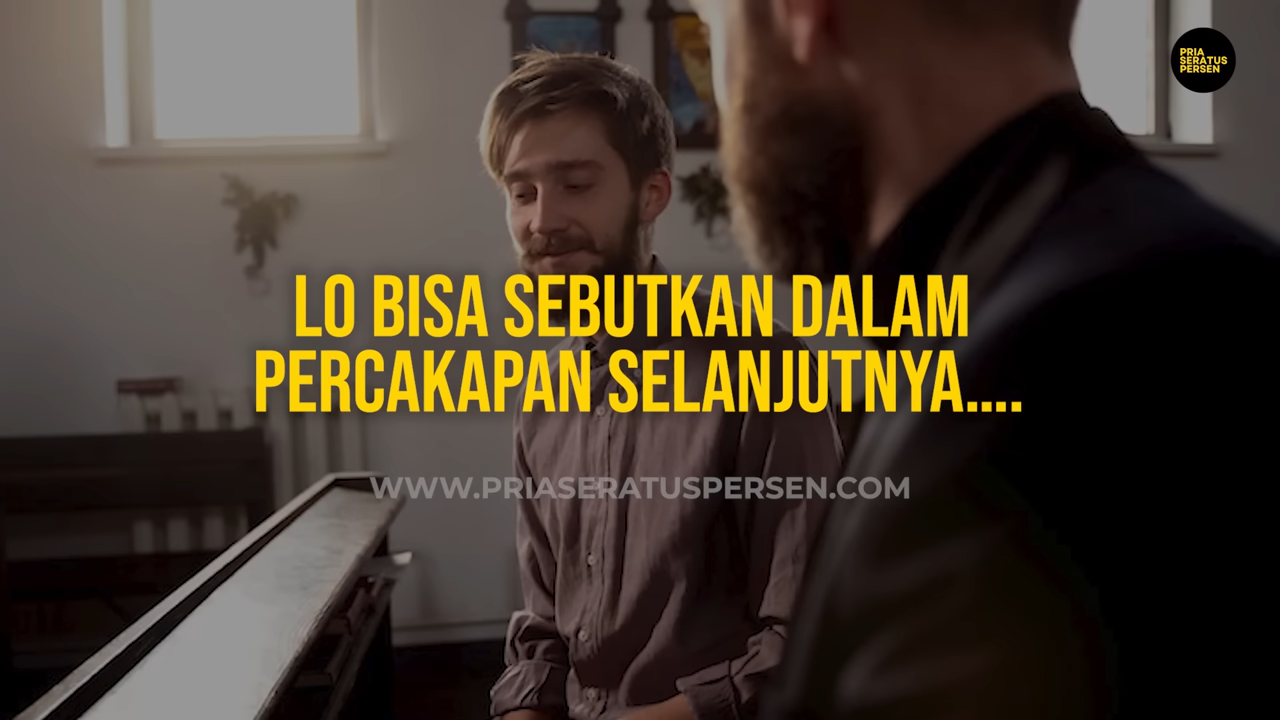 PRIA
SERATUS
PERSEN
LO BISA SEBUTKAN DALAM
PERCAKAPAN SELANJUTNYA....
WWW.PRIASERATUSPERSEN.COM